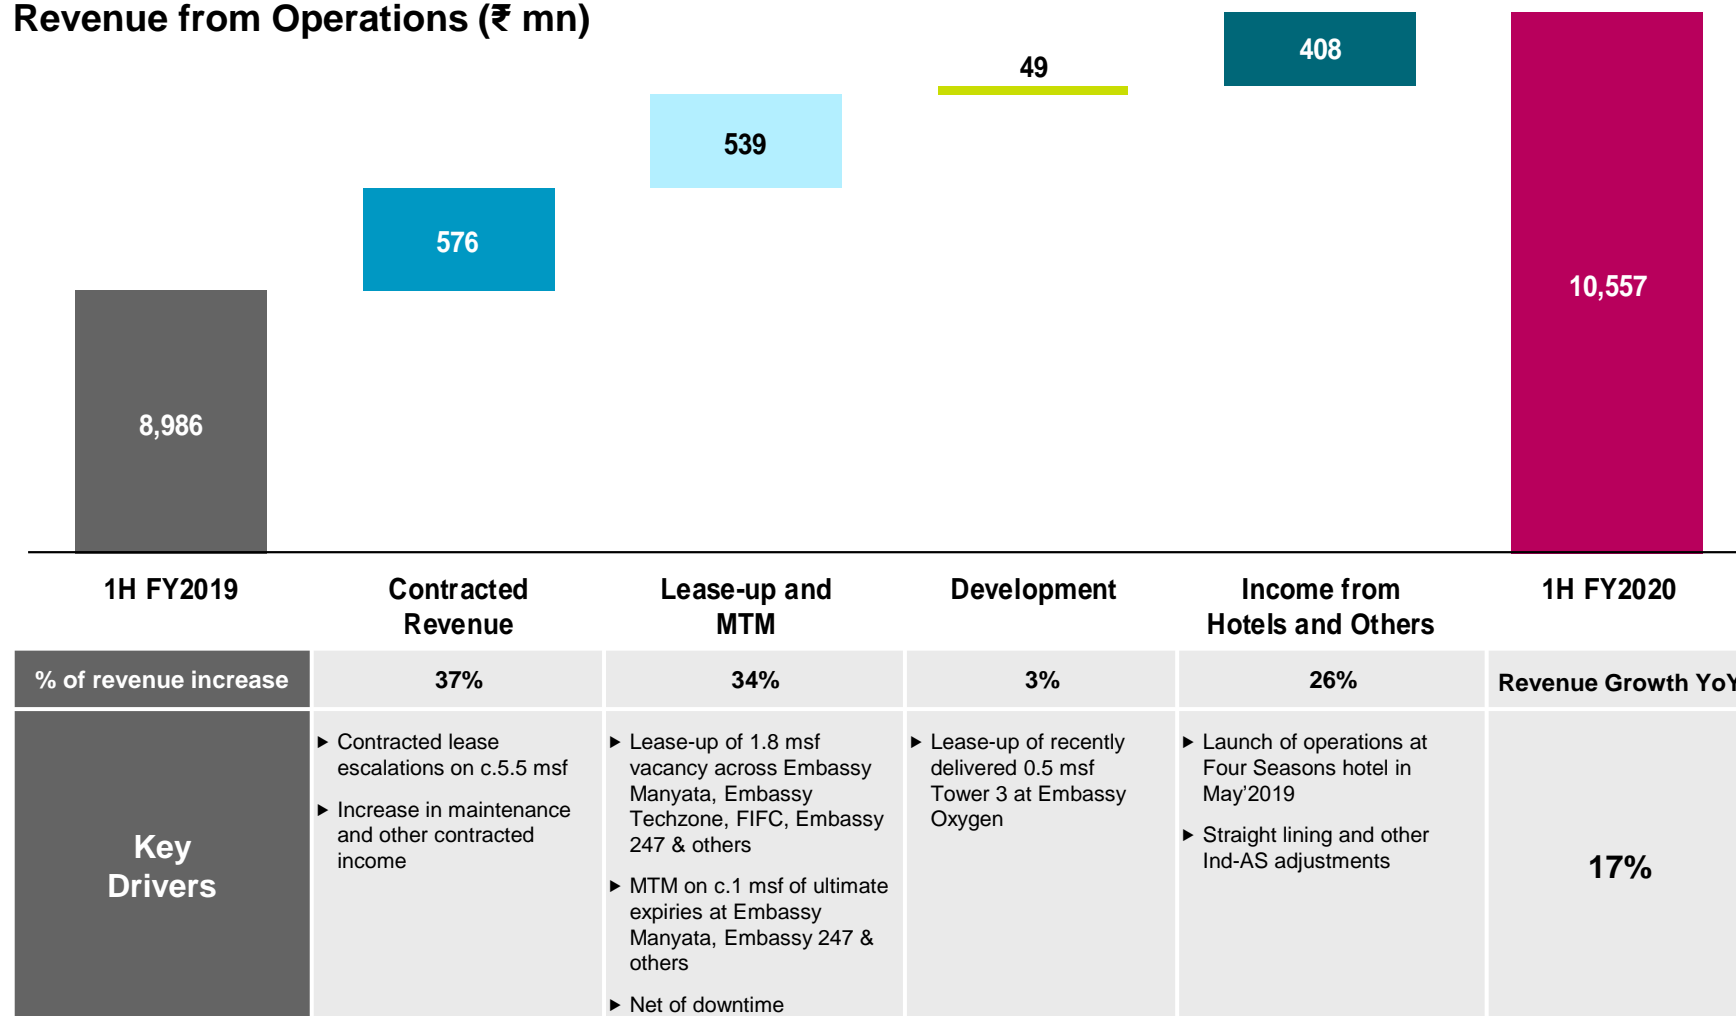 Revenue from Operations (₹ mn)
49
408
539
576
10,557
8,986
1H FY2019
Contracted
Revenue
Lease-up and
MTM
Development
Income from
Hotels and Others
1H FY2020
% of revenue increase
37%
34%
3%
26%
Revenue Growth YoY
Key
Drivers
▶ Contracted lease
escalations on c.5.5 msf
▶ Increase in maintenance
and other contracted
income
▶ Lease-up of 1.8 msf
vacancy across Embassy
Manyata, Embassy
Techzone, FIFC, Embassy
247 & others
▶ MTM on c.1 msf of ultimate
expiries at Embassy
Manyata, Embassy 247 &
others
▶ Net of downtime
▶ Lease-up of recently
delivered 0.5 msf
Tower 3 at Embassy
Oxygen
▶ Launch of operations at
Four Seasons hotel in
May’2019
▶ Straight lining and other
Ind-AS adjustments
17%